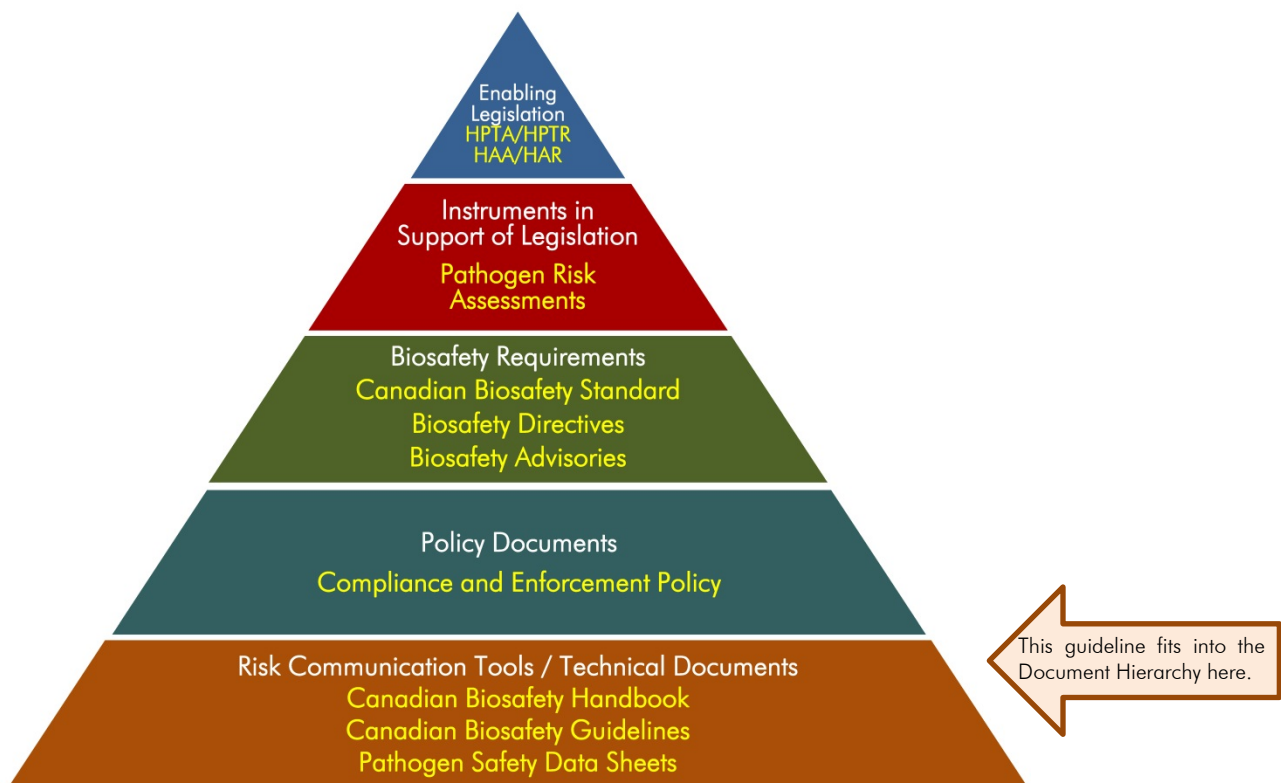 Enabling
Legislation
HPTA/HPTR
HAA/HAR
Instruments in
Support of Legislation
Pathogen Risk
Assessments
Biosafety Requirements
Canadian Biosafety Standard
Biosafety Directives
Biosafety Advisories
Policy Documents
Compliance and Enforcement Policy
This guideline fits into the
Document Hierarchy here.
Risk Communication Tools / Technical Documents
Canadian Biosafety Handbook
Canadian Biosafety Guidelines
Pathogen Safety Data Sheets